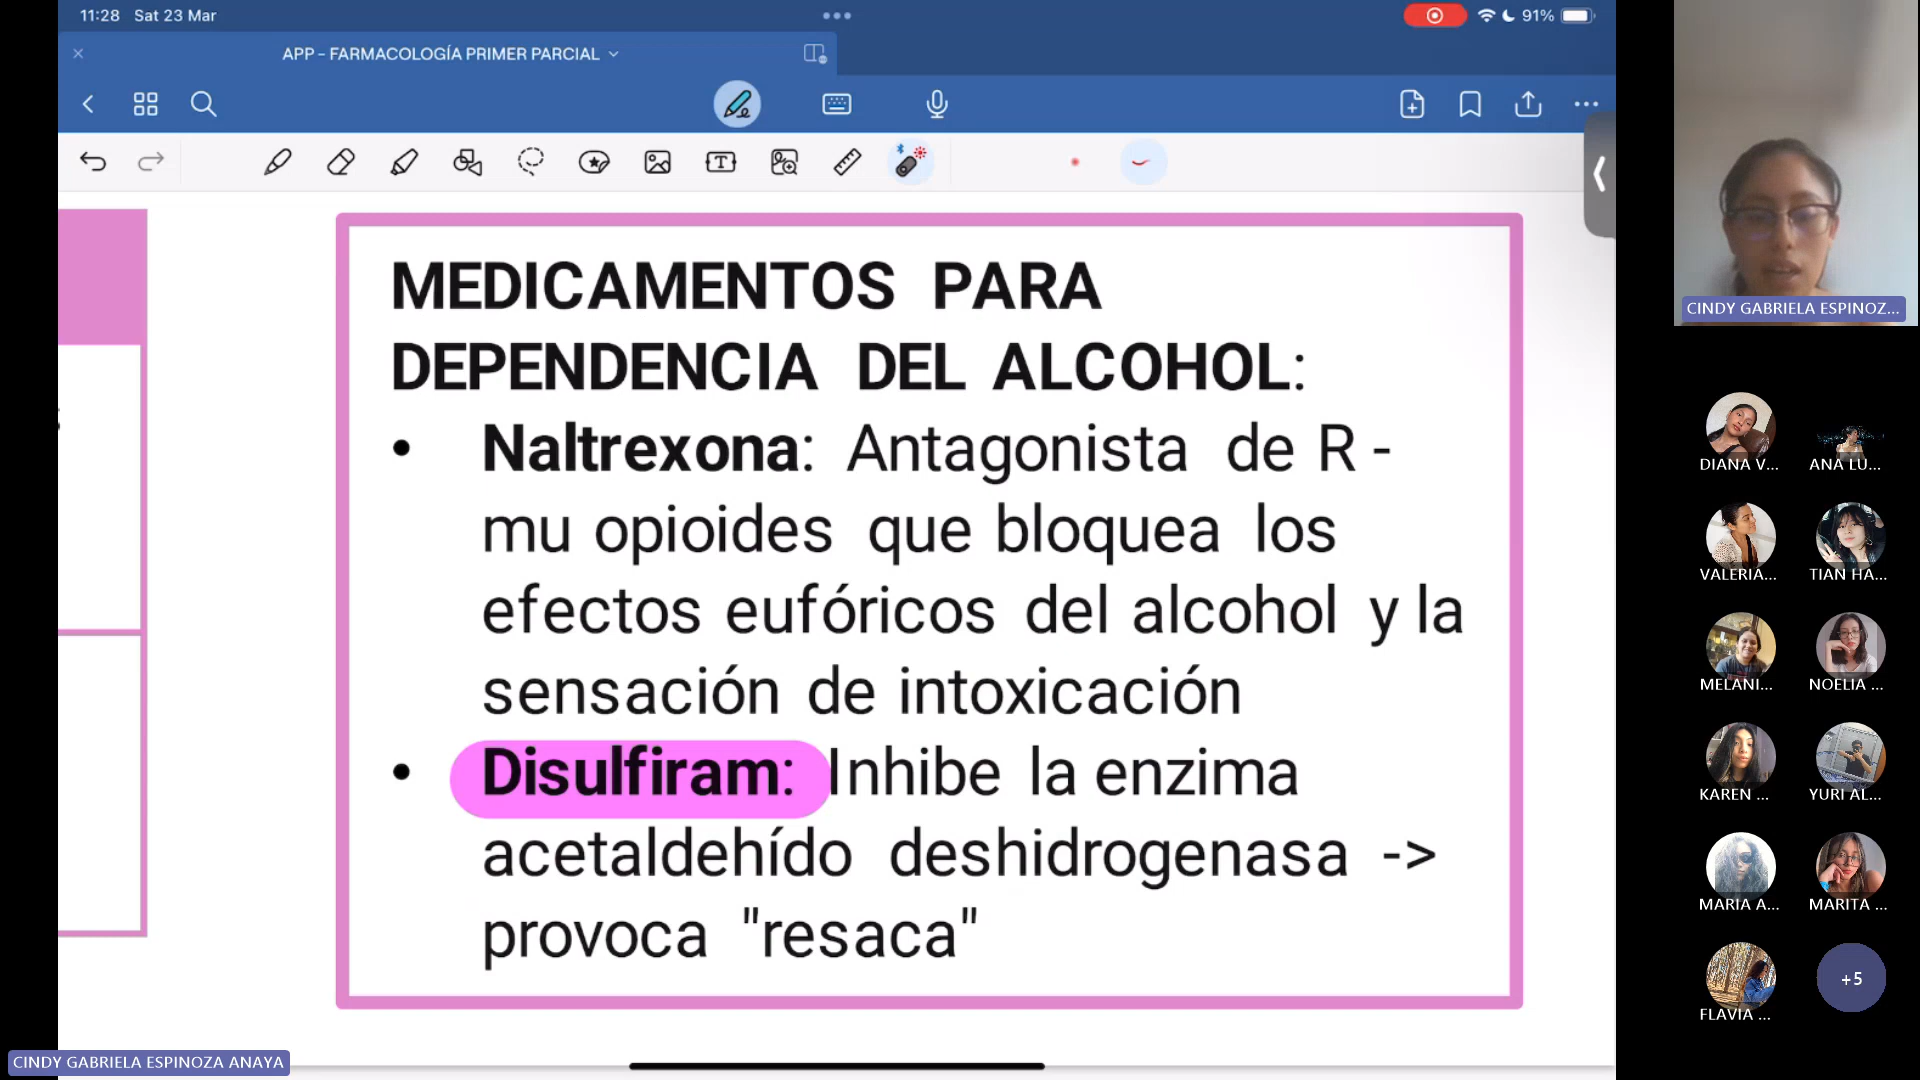 11:28 Sat 23 Mar
91%
APP - FARMACOLOGÍA PRIMER PARCIAL
MEDICAMENTOS PARA
DEPENDENCIA DEL ALCOHOL:
• Naltrexona: Antagonista de R -
mu opioides que bloquea los
efectos eufóricos del alcohol y la
sensación de intoxicación
• Disulfiram: Inhibe la enzima
acetaldehído deshidrogenasa ->
provoca "resaca"
CINDY GABRIELA ESPINOZA ANAYA
CINDY GABRIELA ESPINOZ...
DIANA V... ANA LU...
VALERIA... TIAN HA...
MELANI... NOELIA ...
KAREN ... YURI AL...
MARIA A... MARITA ...
FLAVIA ... +5